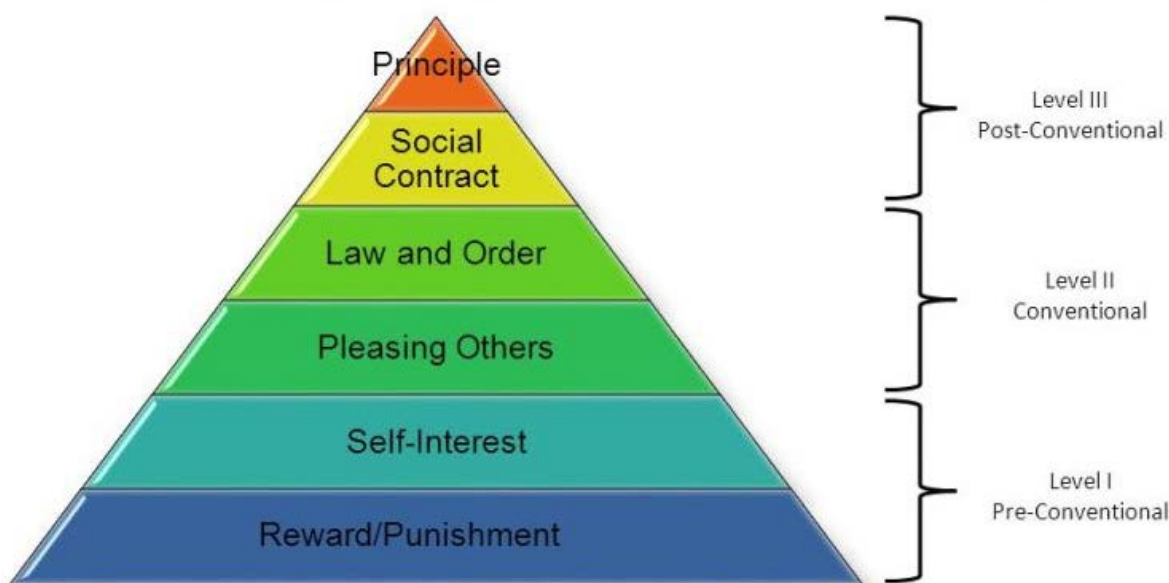 Principle
Social
Contract
Law and Order
Pleasing Others
Self-Interest
Reward/Punishment
Level III
Post-Conventional
Level II
Conventional
Level I
Pre-Conventional